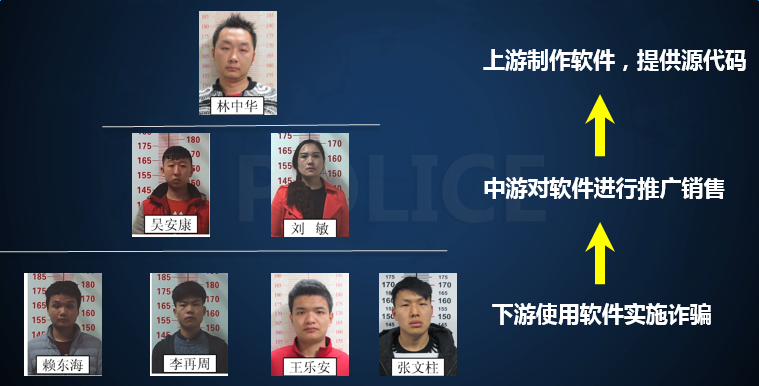 上游制作软件，提供源代码
林中华
POLICE
中游对软件进行推广销售
吴安康
刘 敏
下游使用软件实施诈骗
赖东海
李再周
王乐安
张文柱